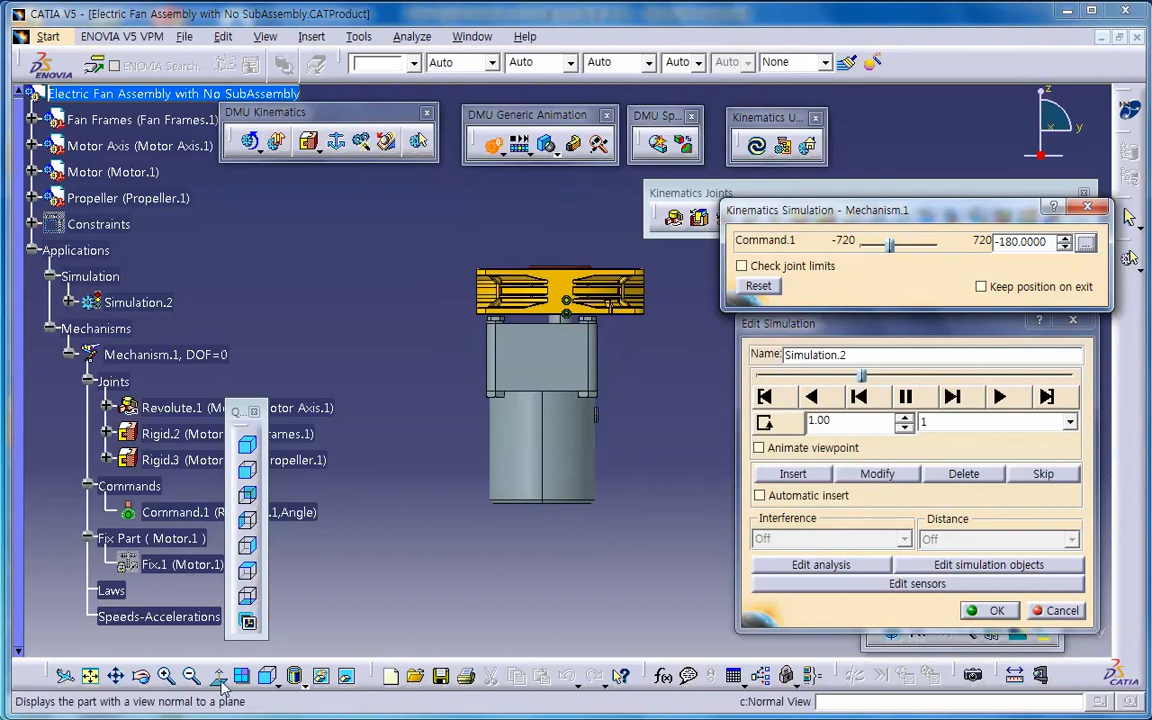 CATIA V5 - [Electric Fan Assembly with No SubAssembly.CATProduct]
Start ENOVIA V5 VPM File Edit View Insert Tools Analyze Window Help
ENOVIA Search...
Auto Auto Auto Auto Auto None
ENOVIA
Electric Fan Assembly with No SubAssembly
Fan Frames (Fan Frames.1)
Motor Axis (Motor Axis.1)
Motor (Motor.1)
Propeller (Propeller.1)
Constraints
Applications
Simulation
Simulation.2
Mechanisms
Mechanism.1, DOF=0
Joints
Revolute.1 (Mo otor Axis.1)
Rigid.2 (Motor rames.1)
Rigid.3 (Motor ropeller.1)
Commands
Command.1 (R .1,Angle)
Fix Part ( Motor.1 )
Fix.1 (Motor.1)
Laws
Speeds-Accelerations
DMU Kinematics
DMU Generic Animation
DMU Sp...
Kinematics U...
Kinematics Joints
Q...
z
y
x
Kinematics Simulation - Mechanism.1
Command.1 -720 720 -180.0000 ...
Check joint limits
Reset
Keep position on exit
Edit Simulation
Name: Simulation.2
1.00 1
Animate viewpoint
Insert Modify Delete Skip
Automatic insert
Interference Distance
Off Off
Edit analysis Edit simulation objects
Edit sensors
OK Cancel
f(x)
CATIA
Displays the part with a view normal to a plane
c:Normal View